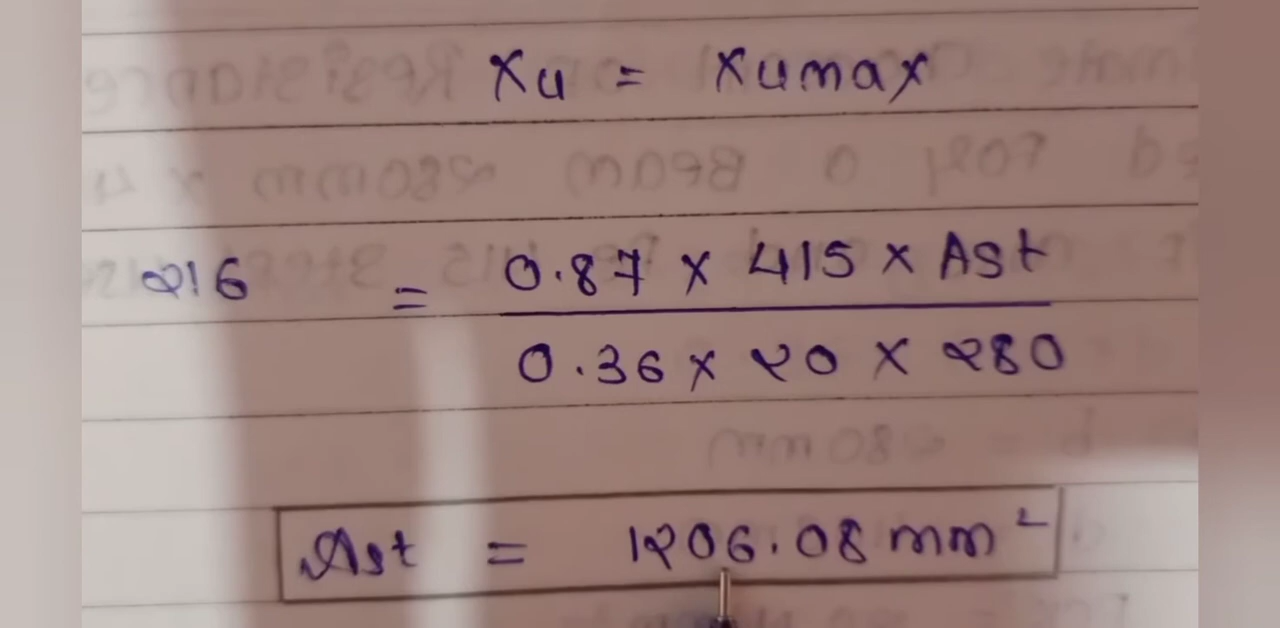 Xu = Xumax
216 = 0.87 x 415 x Ast
0.36 x 20 x 280
Ast = 1206.08 mm²